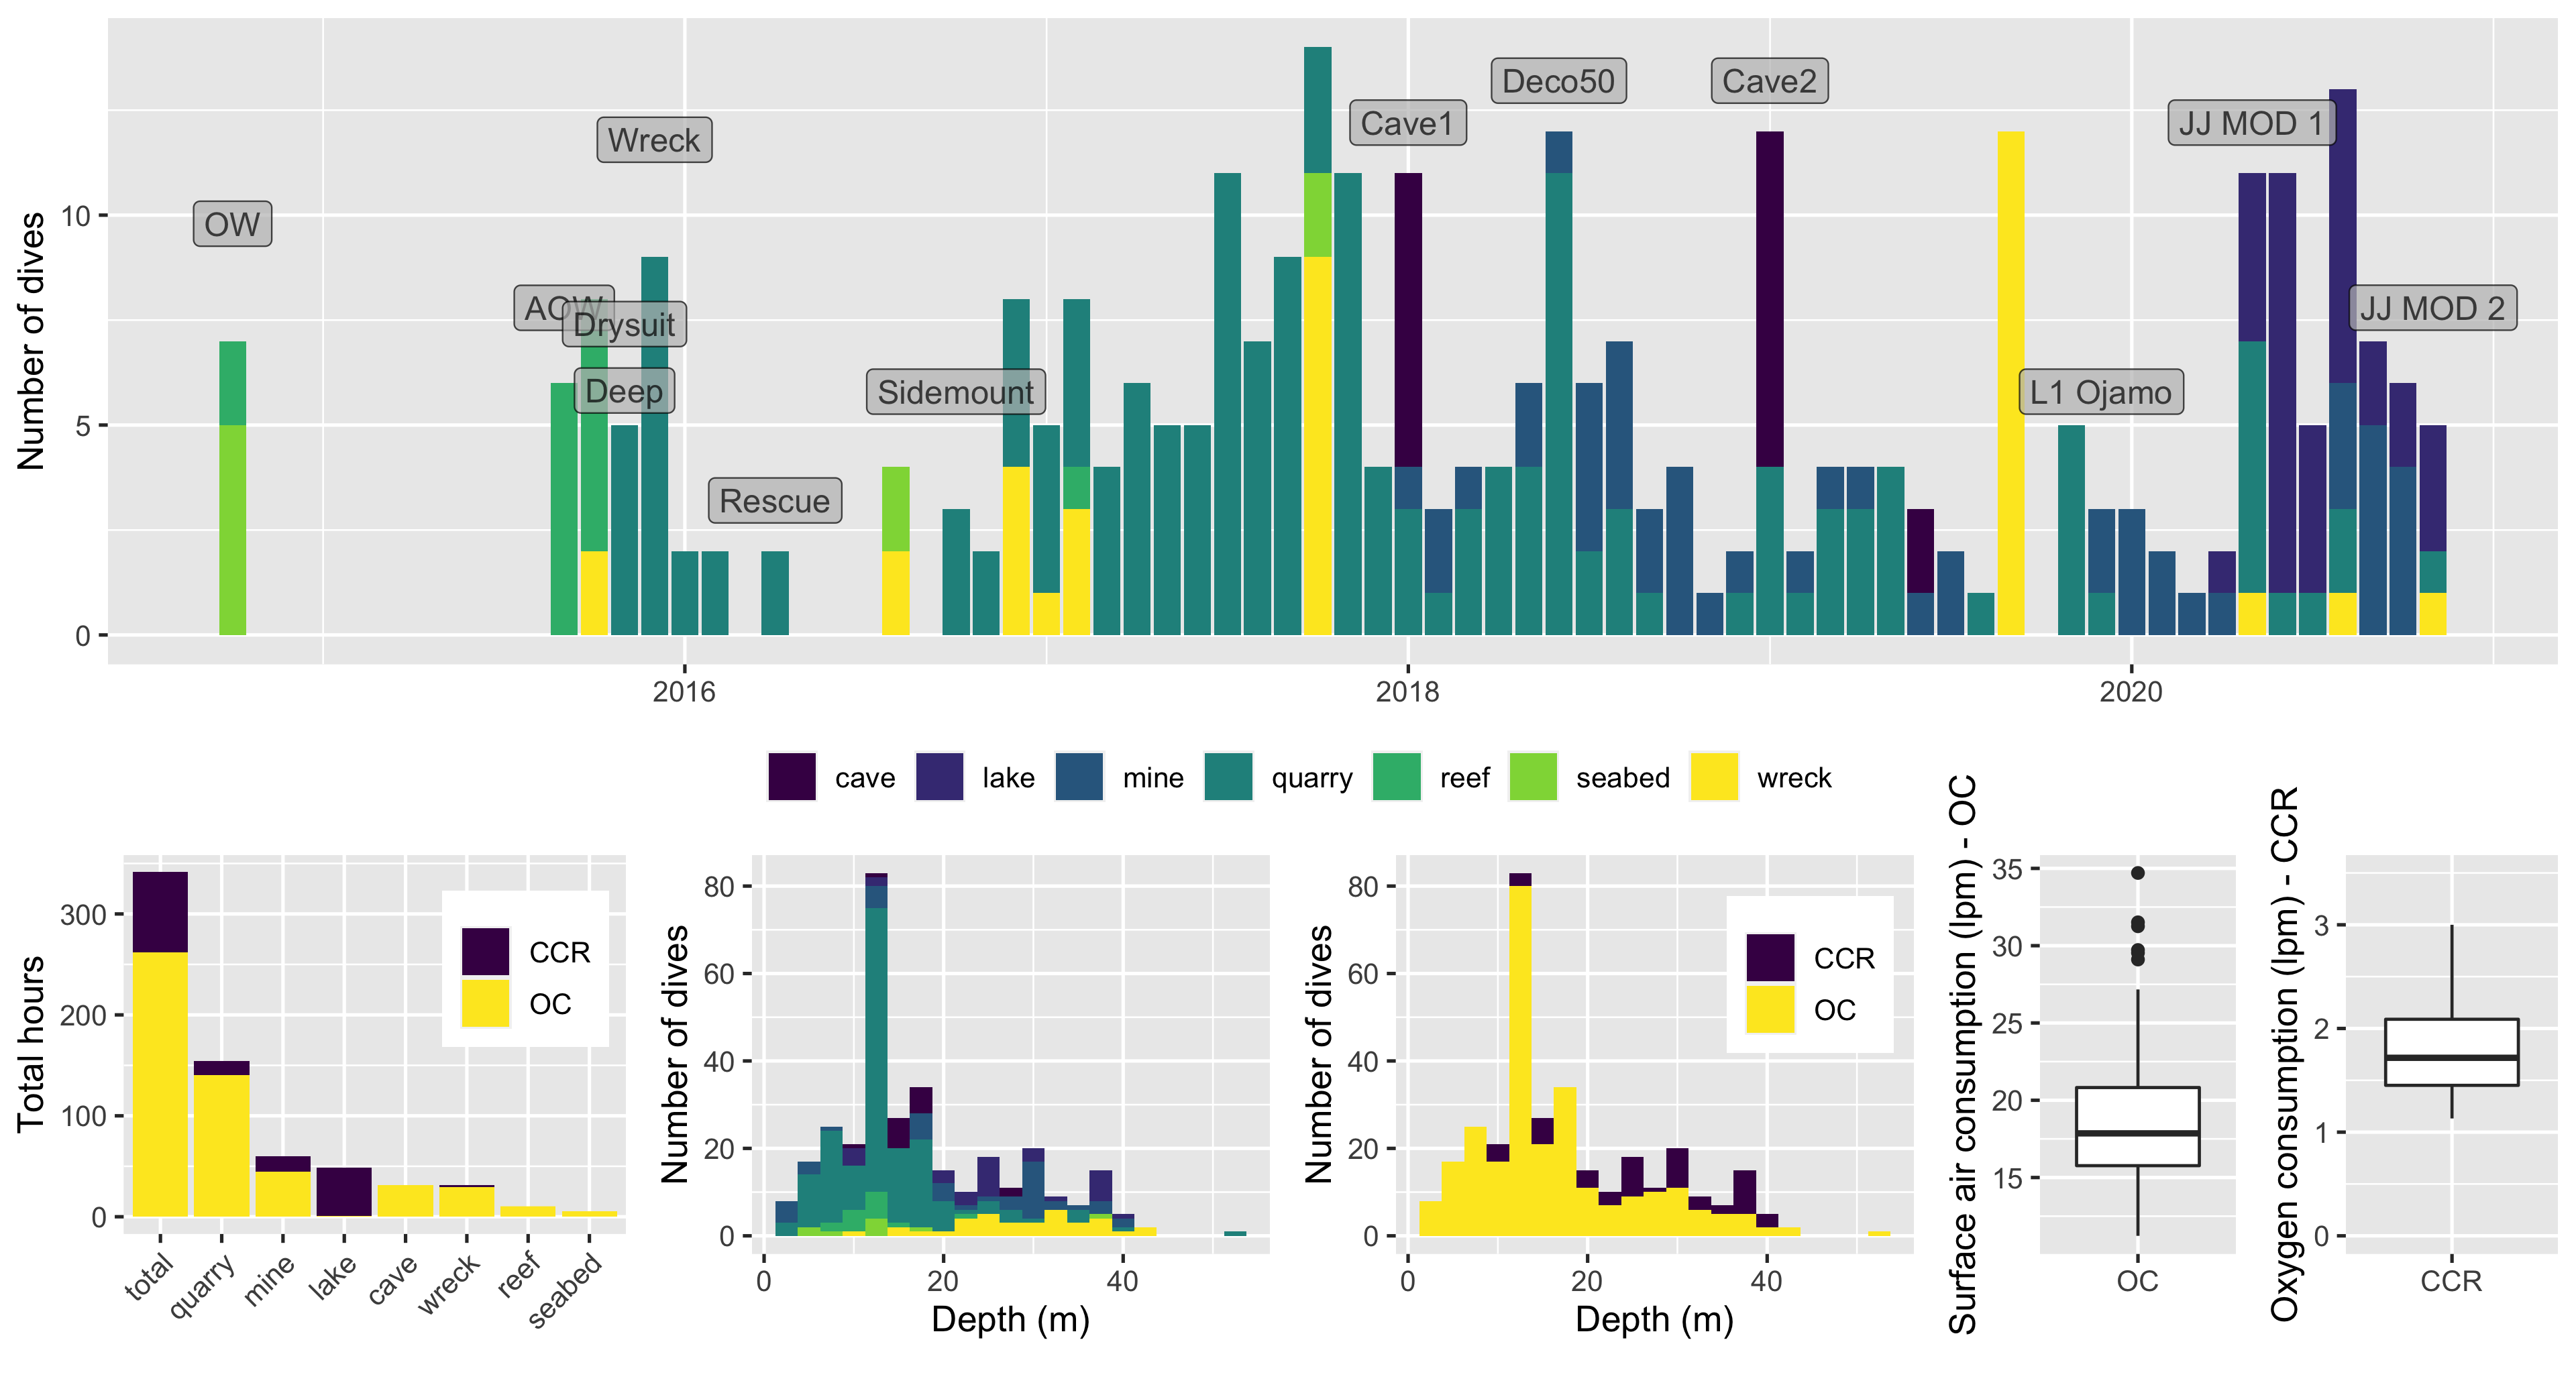 Number of dives
10
5
0
OW
AOW
Wreck
Drysuit
Deep
Rescue
Sidemount
Cave1
Deco50
Cave2
L1 Ojamo
JJ MOD 1
JJ MOD 2
2016
2018
2020
cave
lake
mine
quarry
reef
seabed
wreck
Total hours
300
200
100
0
CCR
OC
total
quarry
mine
lake
cave
wreck
reef
seabed
Number of dives
80
60
40
20
0
0
20
40
Depth (m)
Number of dives
80
60
40
20
0
CCR
OC
0
20
40
Depth (m)
Surface air consumption (lpm) - OC
35
30
25
20
15
OC
Oxygen consumption (lpm) - CCR
3
2
1
0
CCR